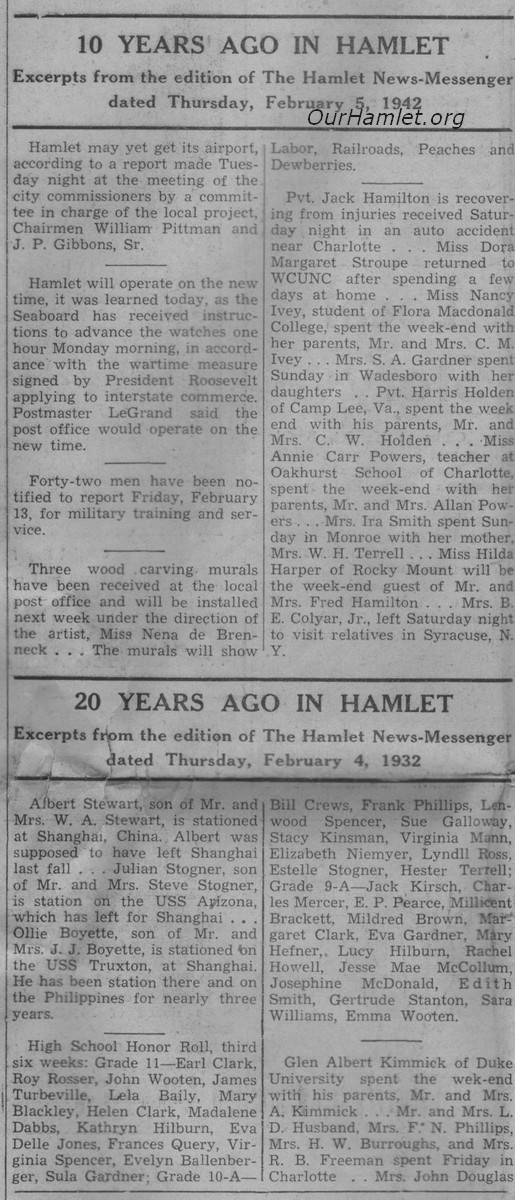 10 YEARS AGO IN HAMLET
Excerpts from the edition of The Hamlet News-Messenger
dated Thursday, February 5, 1942
OurHamlet.org
Hamlet may yet get its airport,
according to a report made Tues-
day night at the meeting of the
city commissioners by a commit-
tee in charge of the local project,
Chairmen William Pittman and
J. P. Gibbons, Sr.
Hamlet will operate on the new
time, it was learned today, as the
Seaboard has received instruc-
tions to advance the watches one
hour Monday morning, in accord-
ance with the wartime measure
signed by President Roosevelt
applying to interstate commerce.
Postmaster LeGrand said the
post office would operate on the
new time.
Forty-two men have been no-
tified to report Friday, February
13, for military training and ser-
vice.
Three wood carving murals
have been received at the local
post office and will be installed
next week under the direction of
the artist, Miss Nena de Bren-
neck . . . The murals will show
Labor, Railroads, Peaches and
Dewberries.
Pvt. Jack Hamilton is recover-
ing from injuries received Satur-
day night in an auto accident
near Charlotte . . . Miss Dora
Margaret Stroupe returned to
WCUNC after spending a few
days at home . . . Miss Nancy
Ivey, student of Flora Macdonald
College, spent the week-end with
her parents, Mr. and Mrs. C. M.
Ivey . . . Mrs. S. A. Gardner spent
Sunday in Wadesboro with her
daughters . . Pvt. Harris Holden
of Camp Lee, Va., spent the week
end with his parents, Mr. and
Mrs. C. W. Holden . . . Miss
Annie Carr Powers, teacher at
Oakhurst School of Charlotte,
spent the week-end with her
parents, Mr. and Mrs. Allan Pow-
ers . . . Mrs. Ira Smith spent Sun-
day in Monroe with her mother,
Mrs. W. H. Terrell . . . Miss Hilda
Harper of Rocky Mount will be
the week-end guest of Mr. and
Mrs. Fred Hamilton . . . Mrs. B.
E. Colyar, Jr., left Saturday night
to visit relatives in Syracuse, N.
Y.
20 YEARS AGO IN HAMLET
Excerpts from the edition of The Hamlet News-Messenger
dated Thursday, February 4, 1932
Albert Stewart, son of Mr. and
Mrs. W. A. Stewart, is stationed
at Shanghai, China. Albert was
supposed to have left Shanghai
last fall . . . Julian Stogner, son
of Mr. and Mrs. Steve Stogner,
is station on the USS Arizona,
which has left for Shanghai . . .
Ollie Boyette, son of Mr. and
Mrs. J. J. Boyette, is stationed on
the USS Truxton, at Shanghai.
He has been station there and on
the Philippines for nearly three
years.
High School Honor Roll, third
six weeks: Grade 11—Earl Clark,
Roy Rosser, John Wooten, James
Turbeville, Lela Baily, Mary
Blackley, Helen Clark, Madalene
Dabbs, Kathryn Hilburn, Eva
Delle Jones, Frances Query, Vir-
ginia Spencer, Evelyn Ballenber-
ger, Sula Gardner; Grade 10-A—
Bill Crews, Frank Phillips, Len-
wood Spencer, Sue Galloway,
Stacy Kinsman, Virginia Mann,
Elizabeth Niemyer, Lyndll Ross,
Estelle Stogner, Hester Terrell;
Grade 9-A—Jack Kirsch, Char-
les Mercer, E. P. Pearce, Millicent
Brackett, Mildred Brown, Mar-
garet Clark, Eva Gardner, Mary
Hefner,, Lucy Hilburn, Rachel
Howell, Jesse Mae McCollum,
Josephine McDonald, Edith
Smith, Gertrude Stanton, Sara
Williams, Emma Wooten.
Glen Albert Kimmick of Duke
University spent the wek-end
with his parents, Mr. and Mrs.
A. Kimmick . . . Mr. and Mrs. L.
D. Husband, Mrs. F. N. Phillips,
Mrs. H. W. Burroughs, and Mrs.
R. B. Freeman spent Friday in
Charlotte . . Mrs. John Douglas